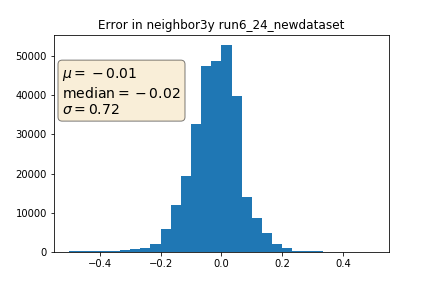 Error in neighbor3y run6_24_newdataset
50000
40000
30000
20000
10000
0
μ = −0.01
median = −0.02
σ = 0.72
−0.4 −0.2 0.0 0.2 0.4